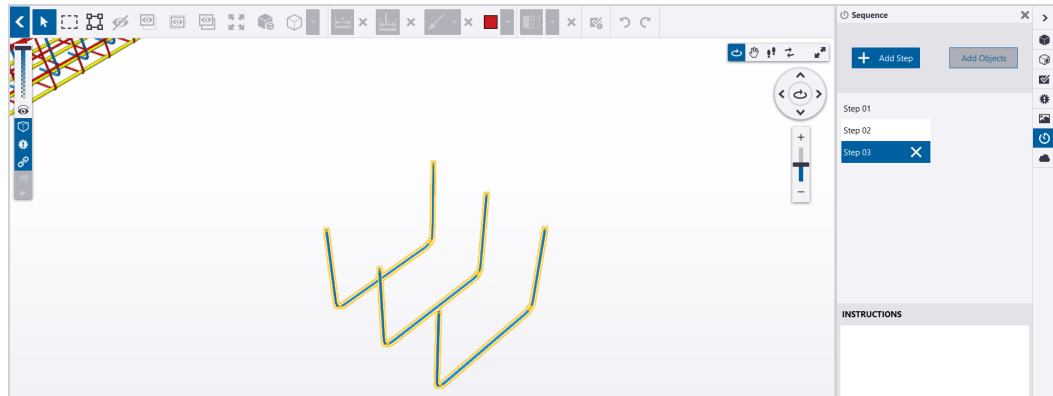 Sequence
Add Step
Add Objects
Step 01
Step 02
Step 03
INSTRUCTIONS